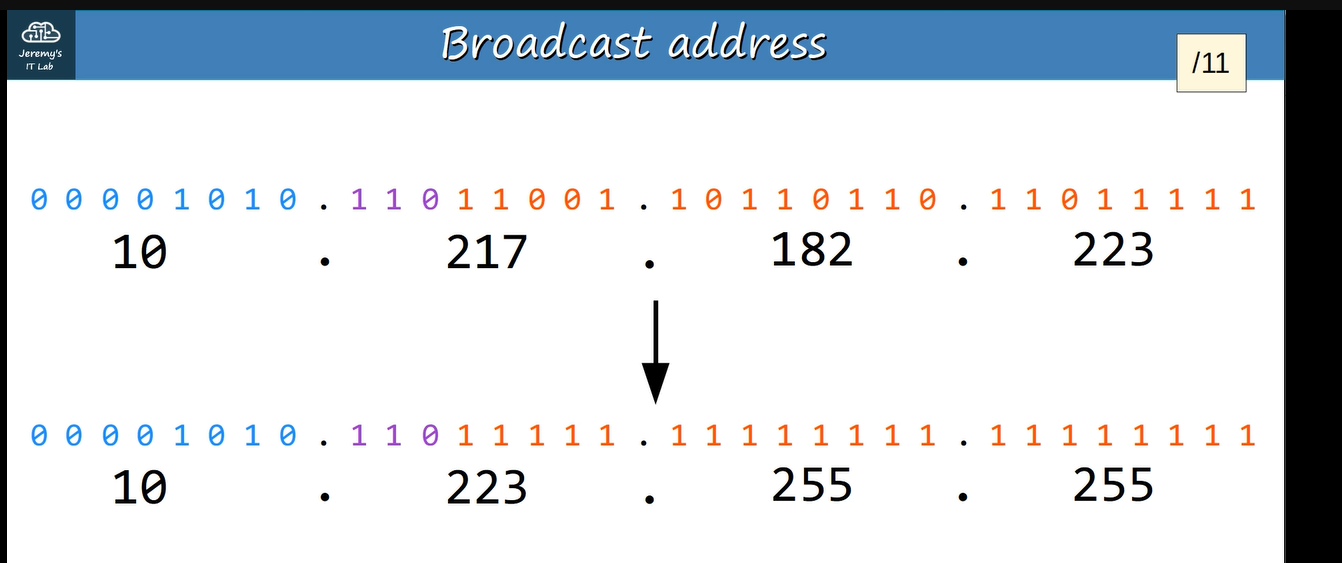 Jeremy's
IT Lab
Broadcast address
/11
0 0 0 0 1 0 1 0 . 1 1 0 1 1 0 0 1 . 1 0 1 1 0 1 1 0 . 1 1 0 1 1 1 1 1
10 . 217 . 182 . 223
0 0 0 0 1 0 1 0 . 1 1 0 1 1 1 1 1 . 1 1 1 1 1 1 1 1 . 1 1 1 1 1 1 1 1
10 . 223 . 255 . 255